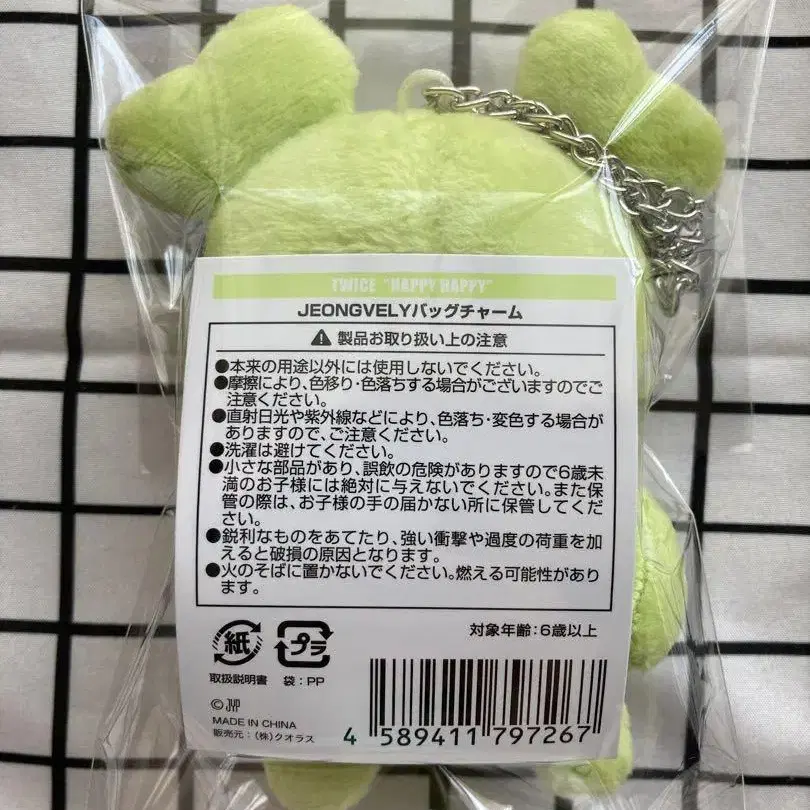 TWICE "HAPPY HAPPY"
JEONGVELYバッグチャーム
製品お取り扱い上の注意
●本来の用途以外には使用しないでください。
●摩擦により、色移り・色落ちする場合がございますのでご
注意ください。
●直射日光や紫外線などにより、色落ち・変色する場合が
ありますので、ご注意ください。
●洗濯は避けてください。
●小さな部品があり、誤飲の危険がありますので6歳未
満のお子様には絶対に与えないでください。また保
管の際は、お子様の手の届かない所に保管してくだ
さい。
●鋭利なものをあてたり、強い衝撃や過度の荷重を加
えると破損の原因となります。
●火のそばに置かないでください。燃える可能性があり
ます。
対象年齢:6歳以上
紙 プラ
取扱説明書 袋:PP
© JYP
MADE IN CHINA
販売元:(株)クオラス
4 589411 797267